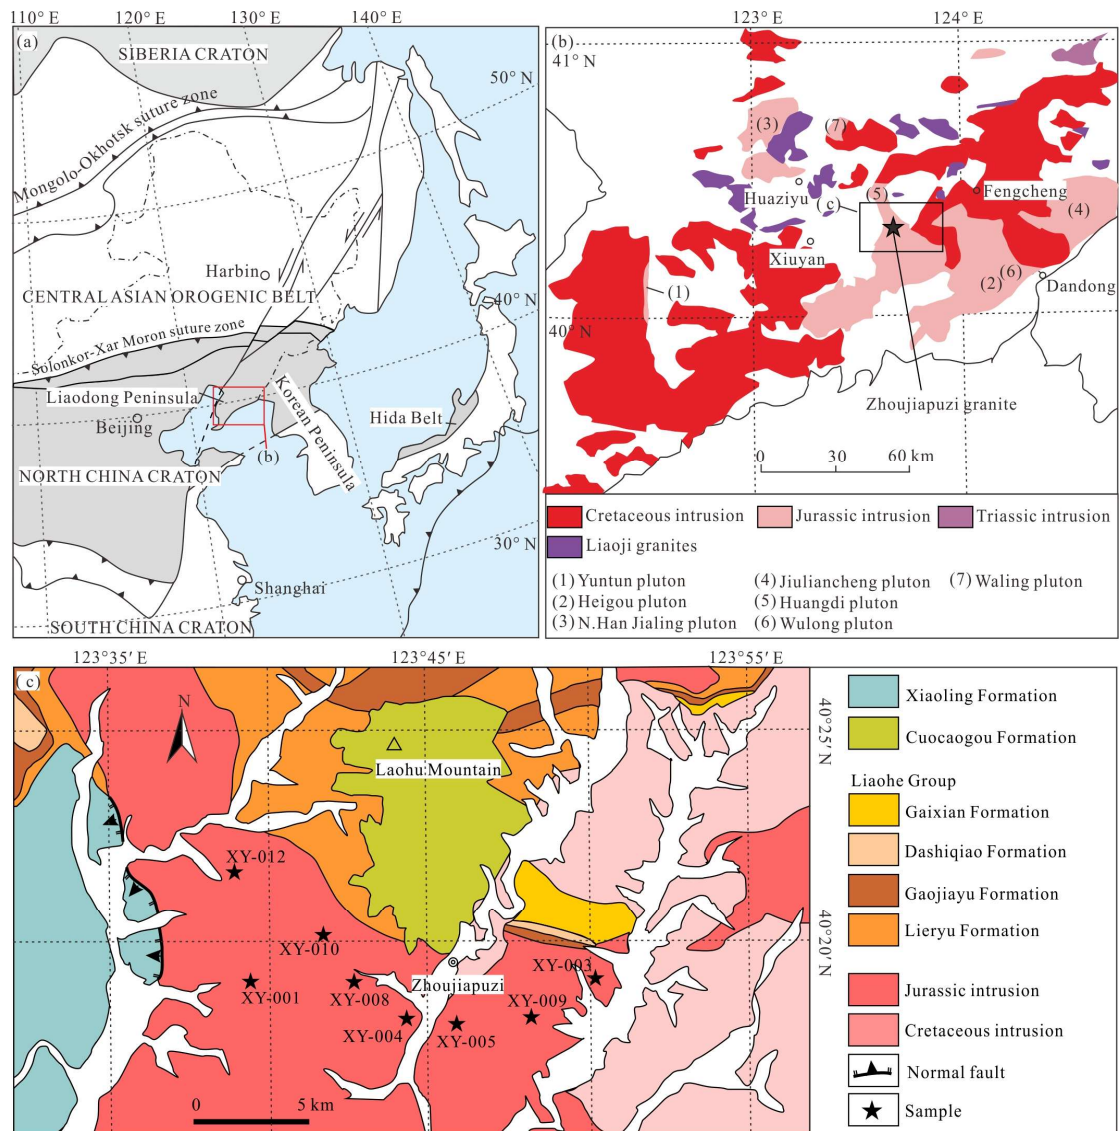 110° E
120° E
130° E
140° E
(a)
SIBERIA CRATON
50° N
Mongolo-Okhotsk suture zone
Harbin
CENTRAL ASIAN OROGENIC BELT
40° N
Solonkor-Xar Moron suture zone
Liaodong Peninsula
Beijing
Korean Peninsula
Hida Belt
(b)
NORTH CHINA CRATON
30° N
Shanghai
SOUTH CHINA CRATON
123° E
124° E
(b)
41° N
(3)
(7)
Huaziyu
(c)
(5)
Fengcheng
(4)
Xiuyan
(1)
(2)
(6)
Dandong
40° N
Zhoujiapuzi granite
0 30 60 km
Cretaceous intrusion
Jurassic intrusion
Triassic intrusion
Liaoji granites
(1) Yuntun pluton
(4) Jiuliancheng pluton
(7) Waling pluton
(2) Heigou pluton
(5) Huangdi pluton
(3) N.Han Jialing pluton
(6) Wulong pluton
123°35′ E
123°45′ E
123°55′ E
(c)
N
40°25′ N
Laohu Mountain
XY-012
XY-010
40°20′ N
XY-003
XY-001
XY-008
Zhoujiapuzi
XY-009
XY-004
XY-005
0 5 km
Xiaoling Formation
Cuocaogou Formation
Liaohe Group
Gaixian Formation
Dashiqiao Formation
Gaojiayu Formation
Lieryu Formation
Jurassic intrusion
Cretaceous intrusion
Normal fault
Sample